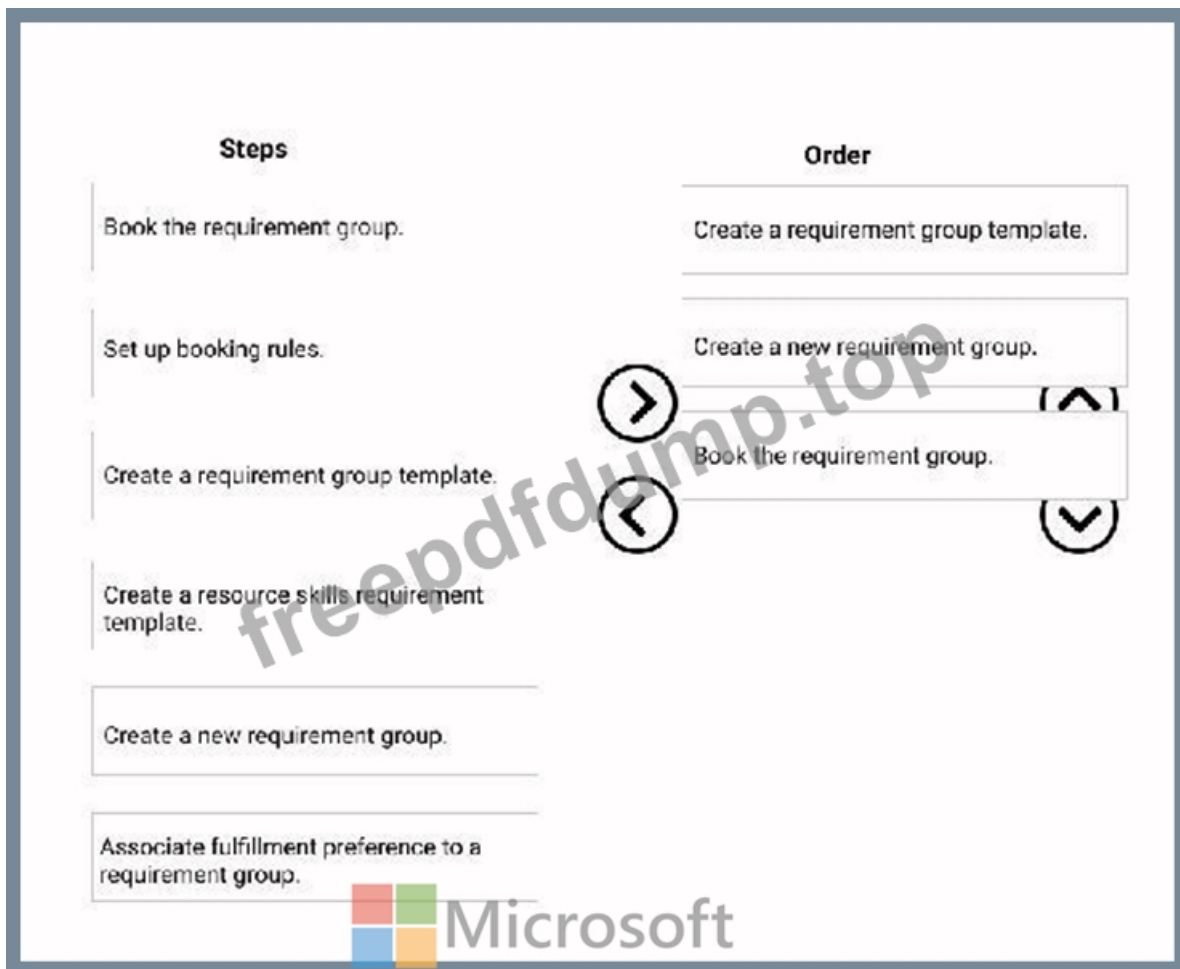 Steps
Book the requirement group.
Set up booking rules.
Create a requirement group template.
Create a resource skills requirement
template.
Create a new requirement group.
Associate fulfillment preference to a
requirement group.
Order
Create a requirement group template.
Create a new requirement group.
Book the requirement group.
freepdfdump.top
Microsoft